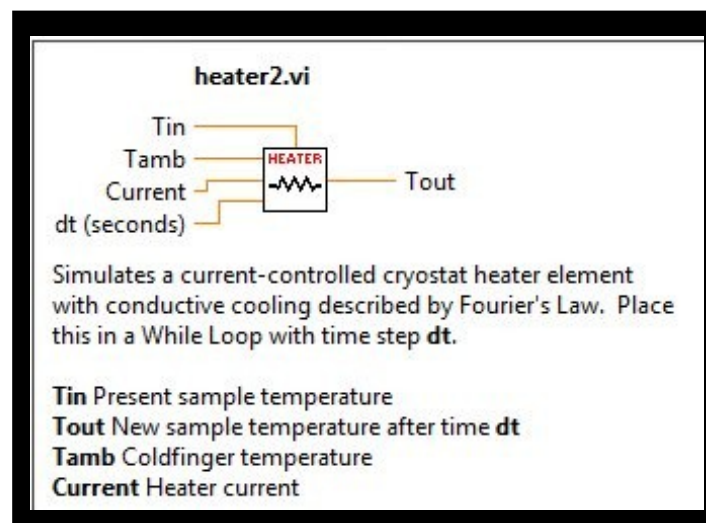 heater2.vi
Tin
Tamb
Current
dt (seconds)
HEATER
Tout
Simulates a current-controlled cryostat heater element
with conductive cooling described by Fourier's Law.  Place
this in a While Loop with time step dt.
Tin Present sample temperature
Tout New sample temperature after time dt
Tamb Coldfinger temperature
Current Heater current